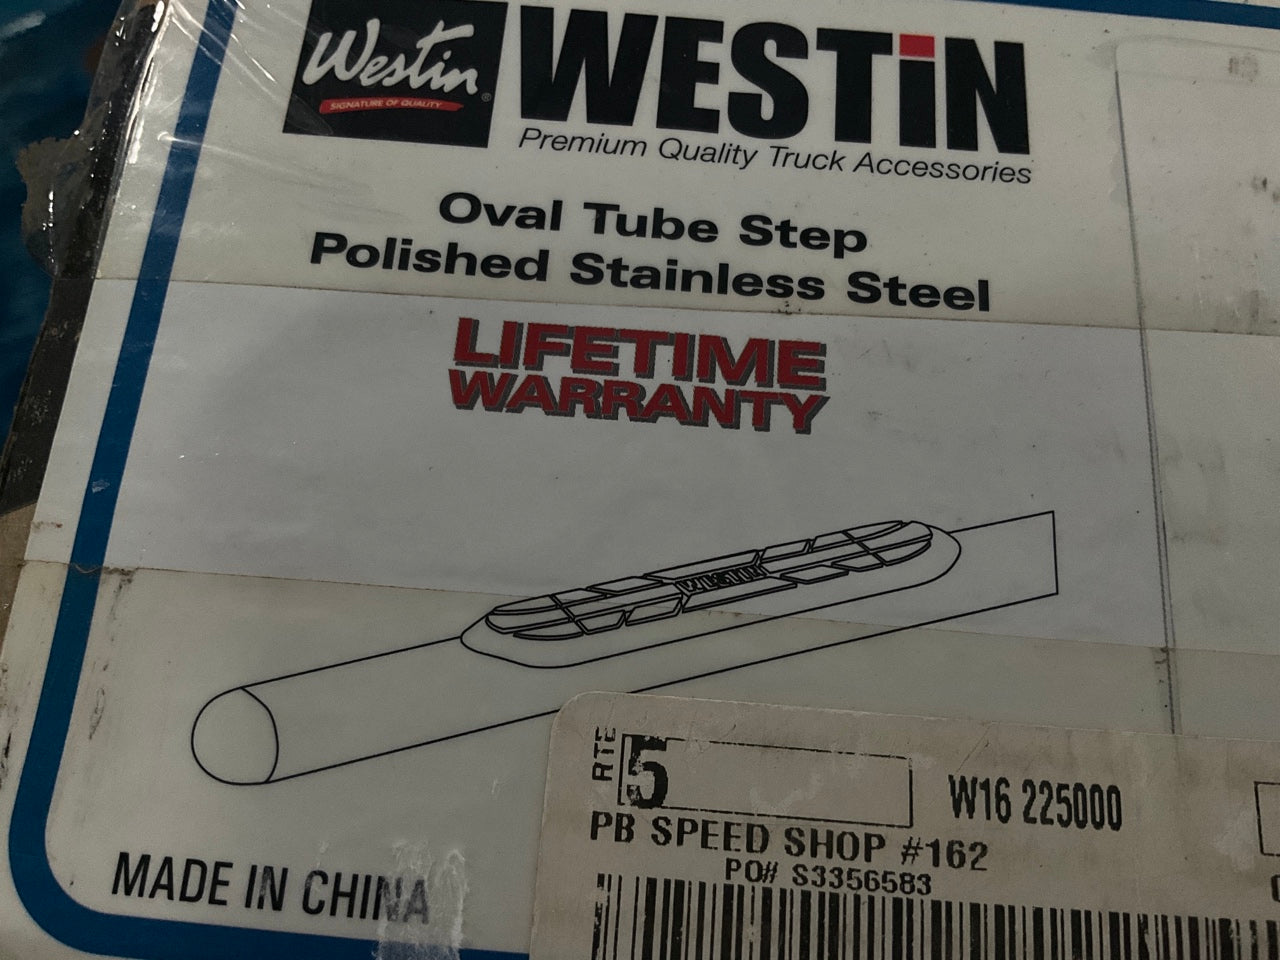 Westin
SIGNATURE OF QUALITY
®
WESTiN
Premium Quality Truck Accessories
Oval Tube Step
Polished Stainless Steel
LIFETIME
WARRANTY
WESTIN
RTE
5
W16 225000
PB SPEED SHOP #162
PO# S3356583
MADE IN CHINA